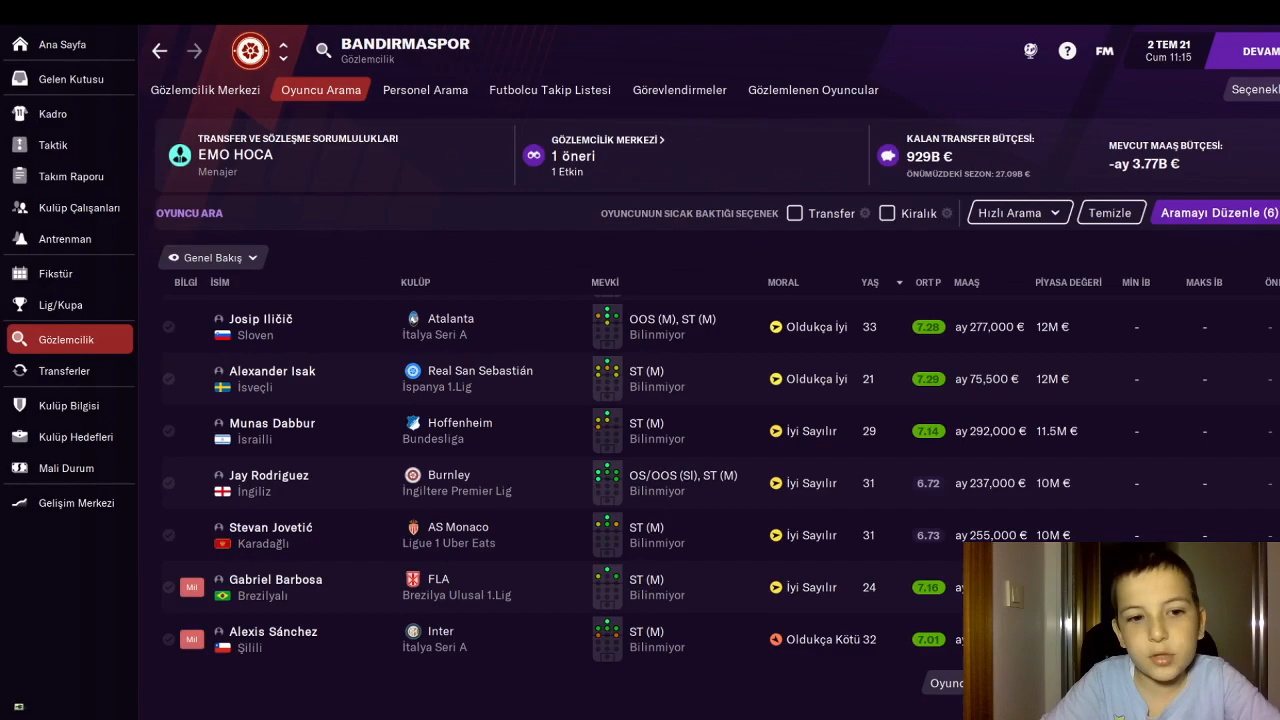 Ana Sayfa
Gelen Kutusu
Kadro
Taktik
Takım Raporu
Kulüp Çalışanları
Antrenman
Fikstür
Lig/Kupa
Gözlemcilik
Transferler
Kulüp Bilgisi
Kulüp Hedefleri
Mali Durum
Gelişim Merkezi
BANDIRMASPOR
Gözlemcilik
FM
2 TEM 21
Cum 11:15
DEVAM
Gözlemcilik Merkezi Oyuncu Arama Personel Arama Futbolcu Takip Listesi Görevlendirmeler Gözlemlenen Oyuncular Seçenekl
TRANSFER VE SÖZLEŞME SORUMLULUKLARI
EMO HOCA
Menajer
GÖZLEMCİLİK MERKEZİ
1 öneri
1 Etkin
KALAN TRANSFER BÜTÇESİ:
929B €
ÖNÜMÜZDEKİ SEZON: 27.09B €
MEVCUT MAAŞ BÜTÇESİ:
-ay 3.77B €
OYUNCU ARA OYUNCUNUN SICAK BAKTIĞI SEÇENEK Transfer Kiralık Hızlı Arama Temizle Aramayı Düzenle (6)
Genel Bakış
BİLGİ İSİM KULÜP MEVKİ MORAL YAŞ ORT P MAAŞ PİYASA DEĞERİ MİN İB MAKS İB ÖN
Josip Iličič Atalanta OOS (M), ST (M) Oldukça İyi 33 7.28 ay 277,000 € 12M € - - -
Sloven İtalya Seri A Bilinmiyor
Alexander Isak Real San Sebastián ST (M) Oldukça İyi 21 7.29 ay 75,500 € 12M € - - -
İsveçli İspanya 1.Lig Bilinmiyor
Munas Dabbur Hoffenheim ST (M) İyi Sayılır 29 7.14 ay 292,000 € 11.5M € - - -
İsrailli Bundesliga Bilinmiyor
Jay Rodriguez Burnley OS/OOS (Sl), ST (M) İyi Sayılır 31 6.72 ay 237,000 € 10M € - - -
İngiliz İngiltere Premier Lig Bilinmiyor
Stevan Jovetić AS Monaco ST (M) İyi Sayılır 31 6.73 ay 255,000 € 10M € - - -
Karadağlı Ligue 1 Uber Eats Bilinmiyor
Mil Gabriel Barbosa FLA ST (M) İyi Sayılır 24 7.16 ay
Brezilyalı Brezilya Ulusal 1.Lig Bilinmiyor
Mil Alexis Sánchez Inter ST (M) Oldukça Kötü 32 7.01 ay
Şilili İtalya Seri A Bilinmiyor
Oyunc